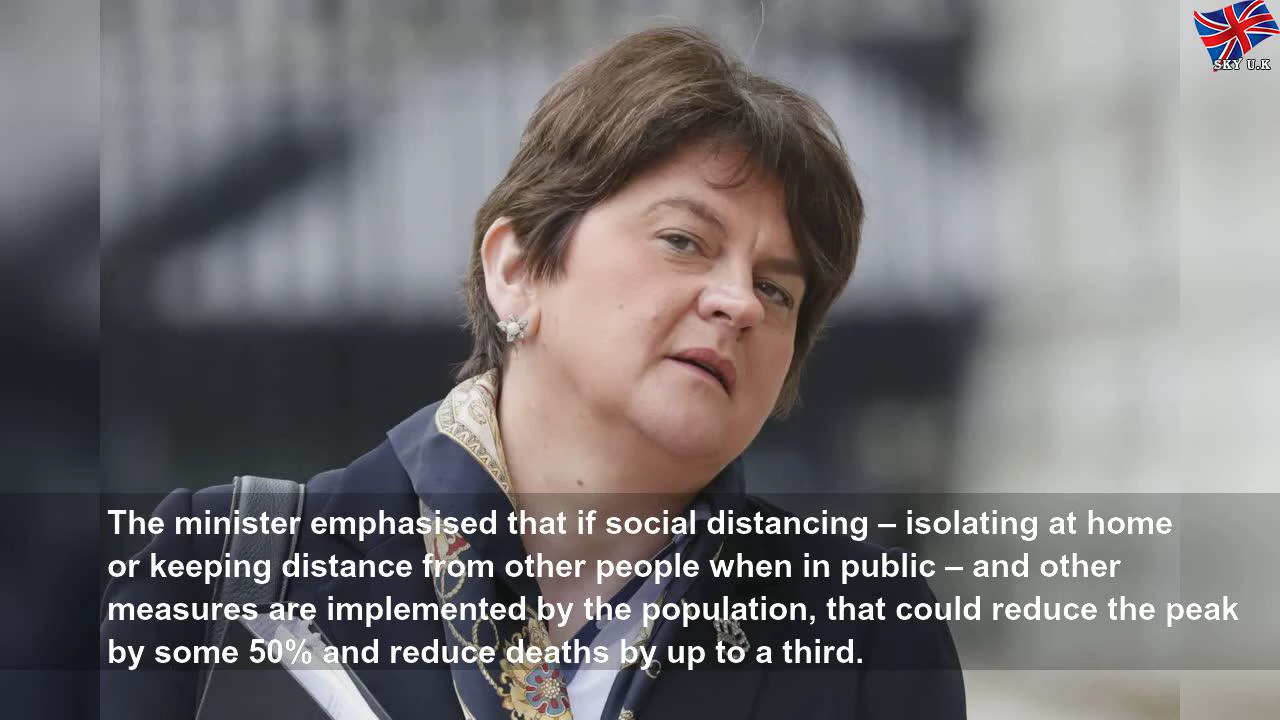 SKY U.K
The minister emphasised that if social distancing – isolating at home
or keeping distance from other people when in public – and other
measures are implemented by the population, that could reduce the peak
by some 50% and reduce deaths by up to a third.